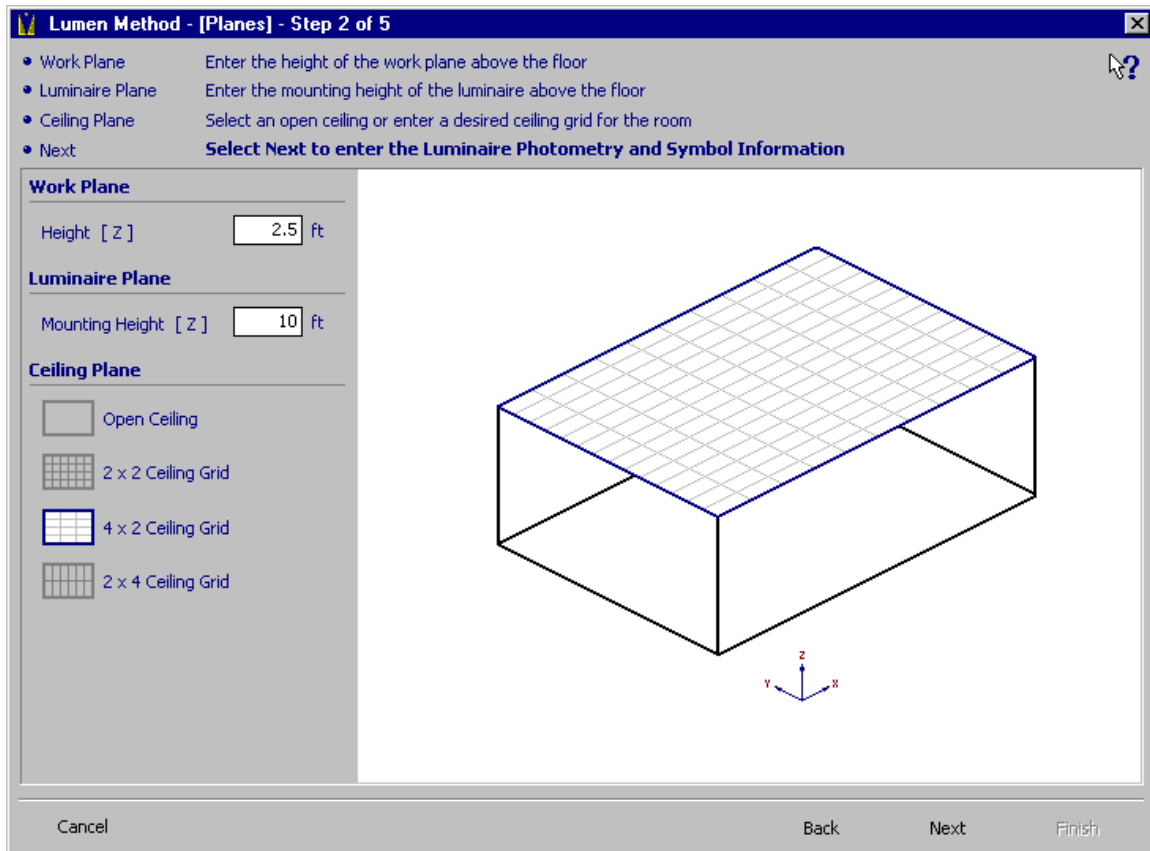 Lumen Method - [Planes] - Step 2 of 5
Work Plane Enter the height of the work plane above the floor
Luminaire Plane Enter the mounting height of the luminaire above the floor
Ceiling Plane Select an open ceiling or enter a desired ceiling grid for the room
Next Select Next to enter the Luminaire Photometry and Symbol Information
Work Plane
Height [ Z ] 2.5 ft
Luminaire Plane
Mounting Height [ Z ] 10 ft
Ceiling Plane
Open Ceiling
2 x 2 Ceiling Grid
4 x 2 Ceiling Grid
2 x 4 Ceiling Grid
Z
Y X
Cancel Back Next Finish